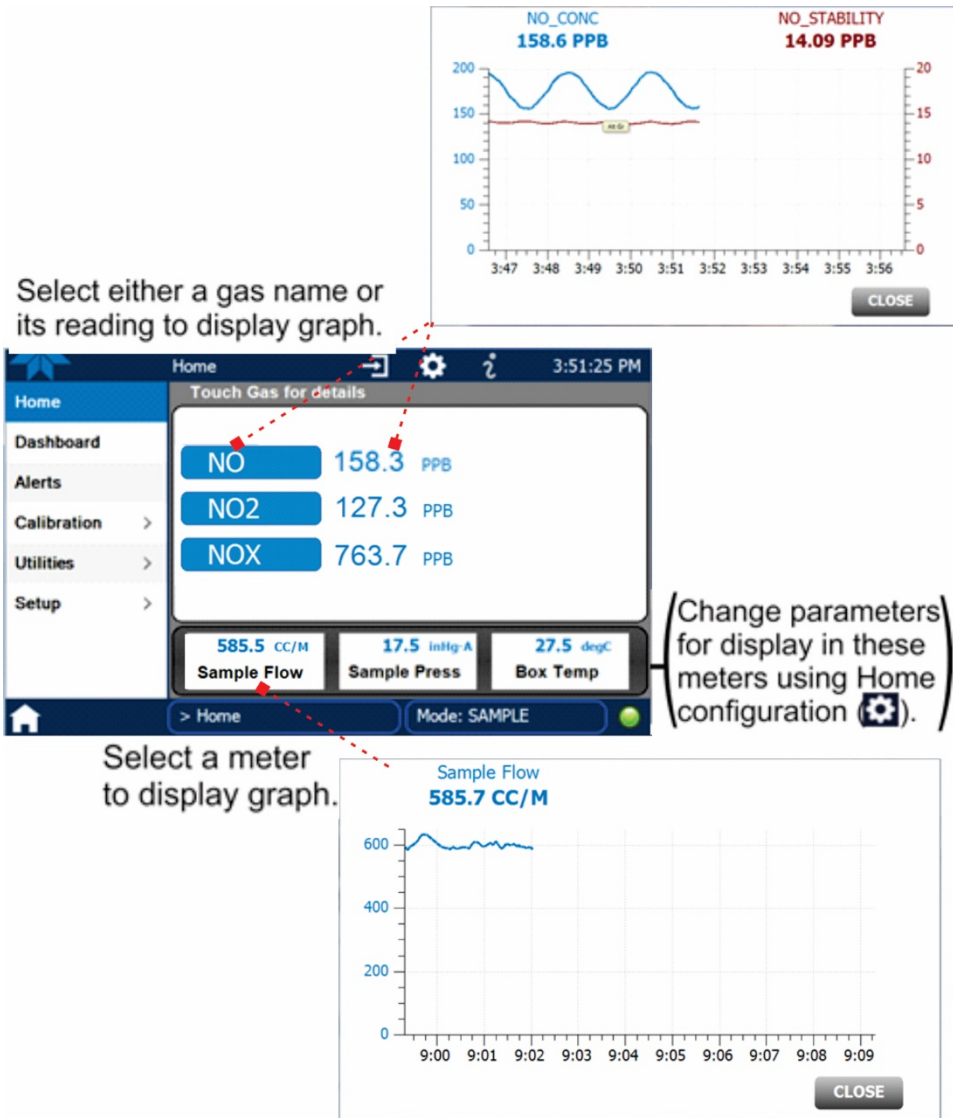 NO_CONC NO_STABILITY
158.6 PPB 14.09 PPB
200 20
150 15
100 10
50 5
0 0
3:47 3:48 3:49 3:50 3:51 3:52 3:53 3:54 3:55 3:56
CLOSE
Select either a gas name or
its reading to display graph.
Home 3:51:25 PM
Home
Dashboard
Alerts
Calibration >
Utilities >
Setup >
Touch Gas for details
NO 158.3 PPB
NO2 127.3 PPB
NOX 763.7 PPB
585.5 CC/M 17.5 inHg-A 27.5 degC
Sample Flow Sample Press Box Temp
> Home Mode: SAMPLE
Change parameters
for display in these
meters using Home
configuration ( ).
Select a meter
to display graph.
Sample Flow
585.7 CC/M
600
400
200
0
9:00 9:01 9:02 9:03 9:04 9:05 9:06 9:07 9:08 9:09
CLOSE